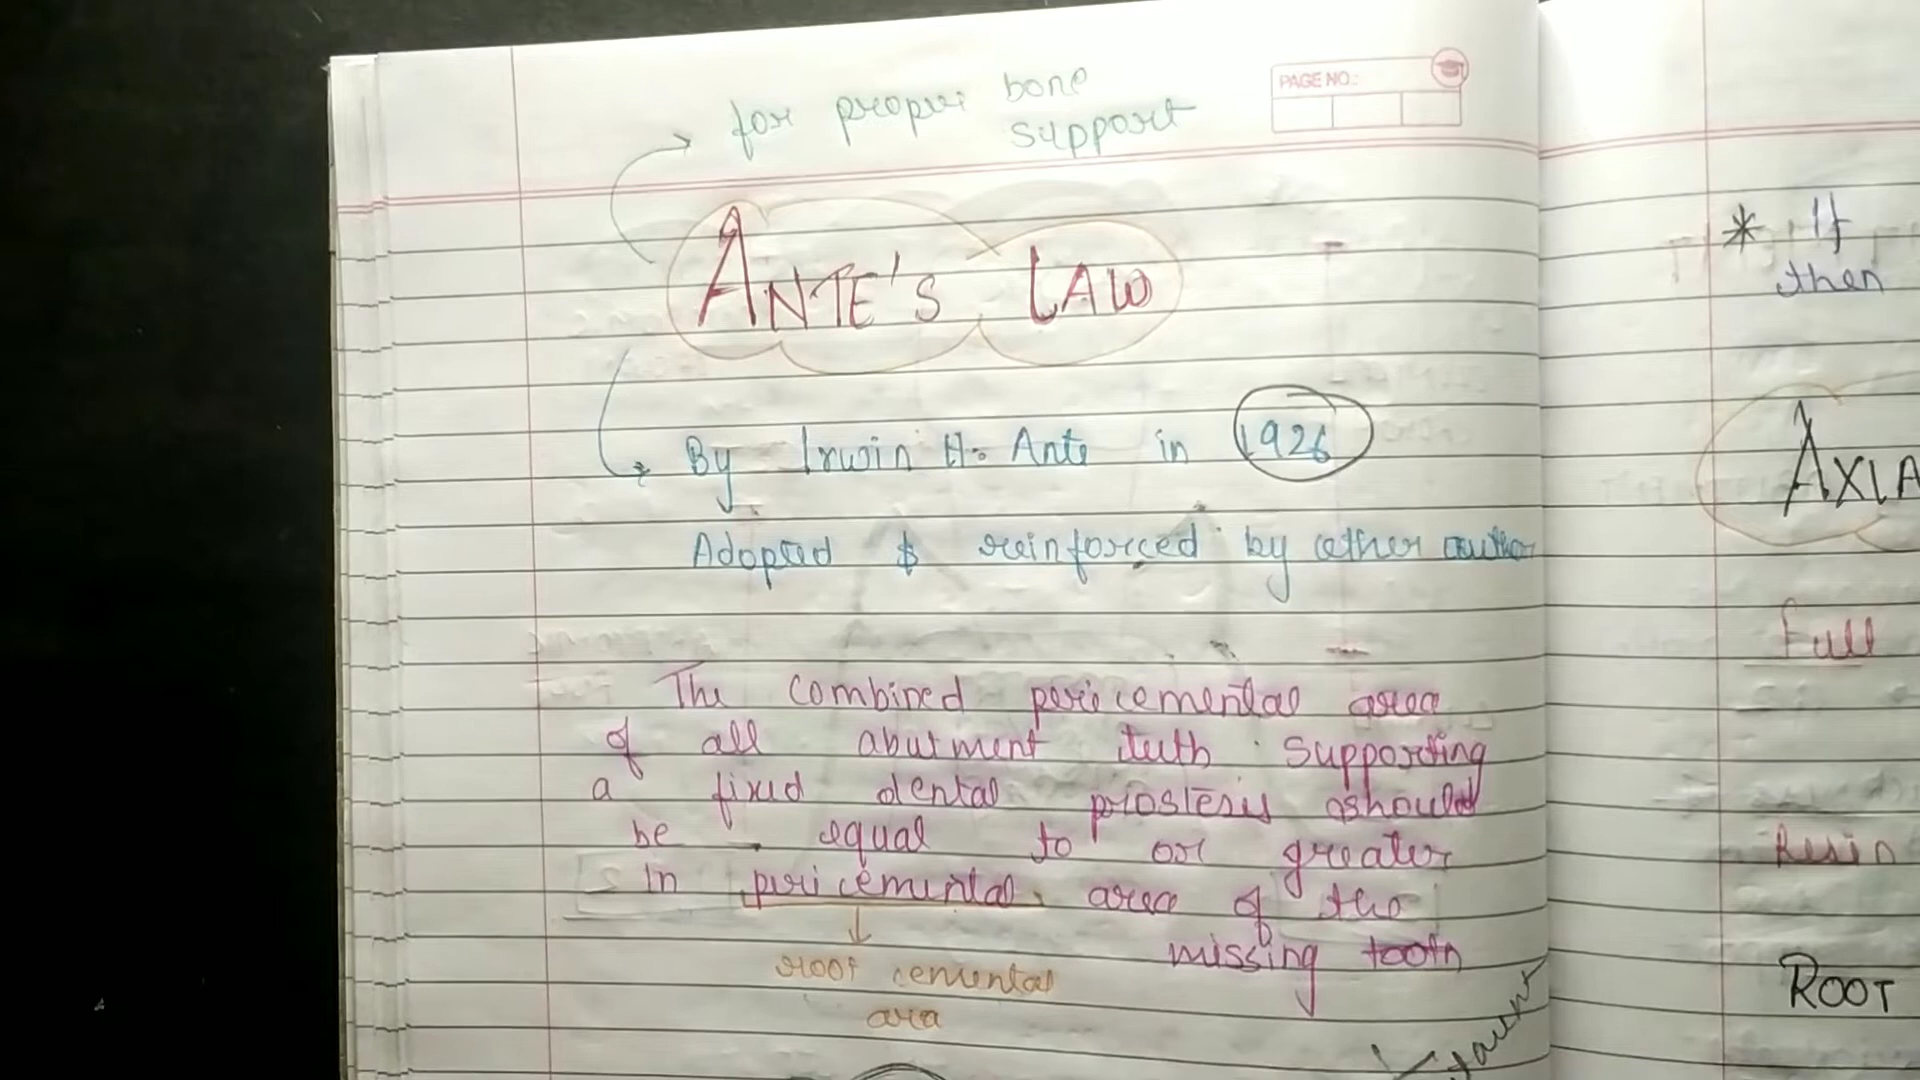 for proper bone
support
PAGE NO.:
ANTE'S LAW
By Irwin H. Ante in 1926
Adopted & reinforced by other author
The combined pericemental area
of all abutment teeth supporting
a fixed dental prostesis should
be equal to or greater
in pericemental area of the
missing tooth
root cemental
area
* If
then
AXIA
Full
Resin
ROOT